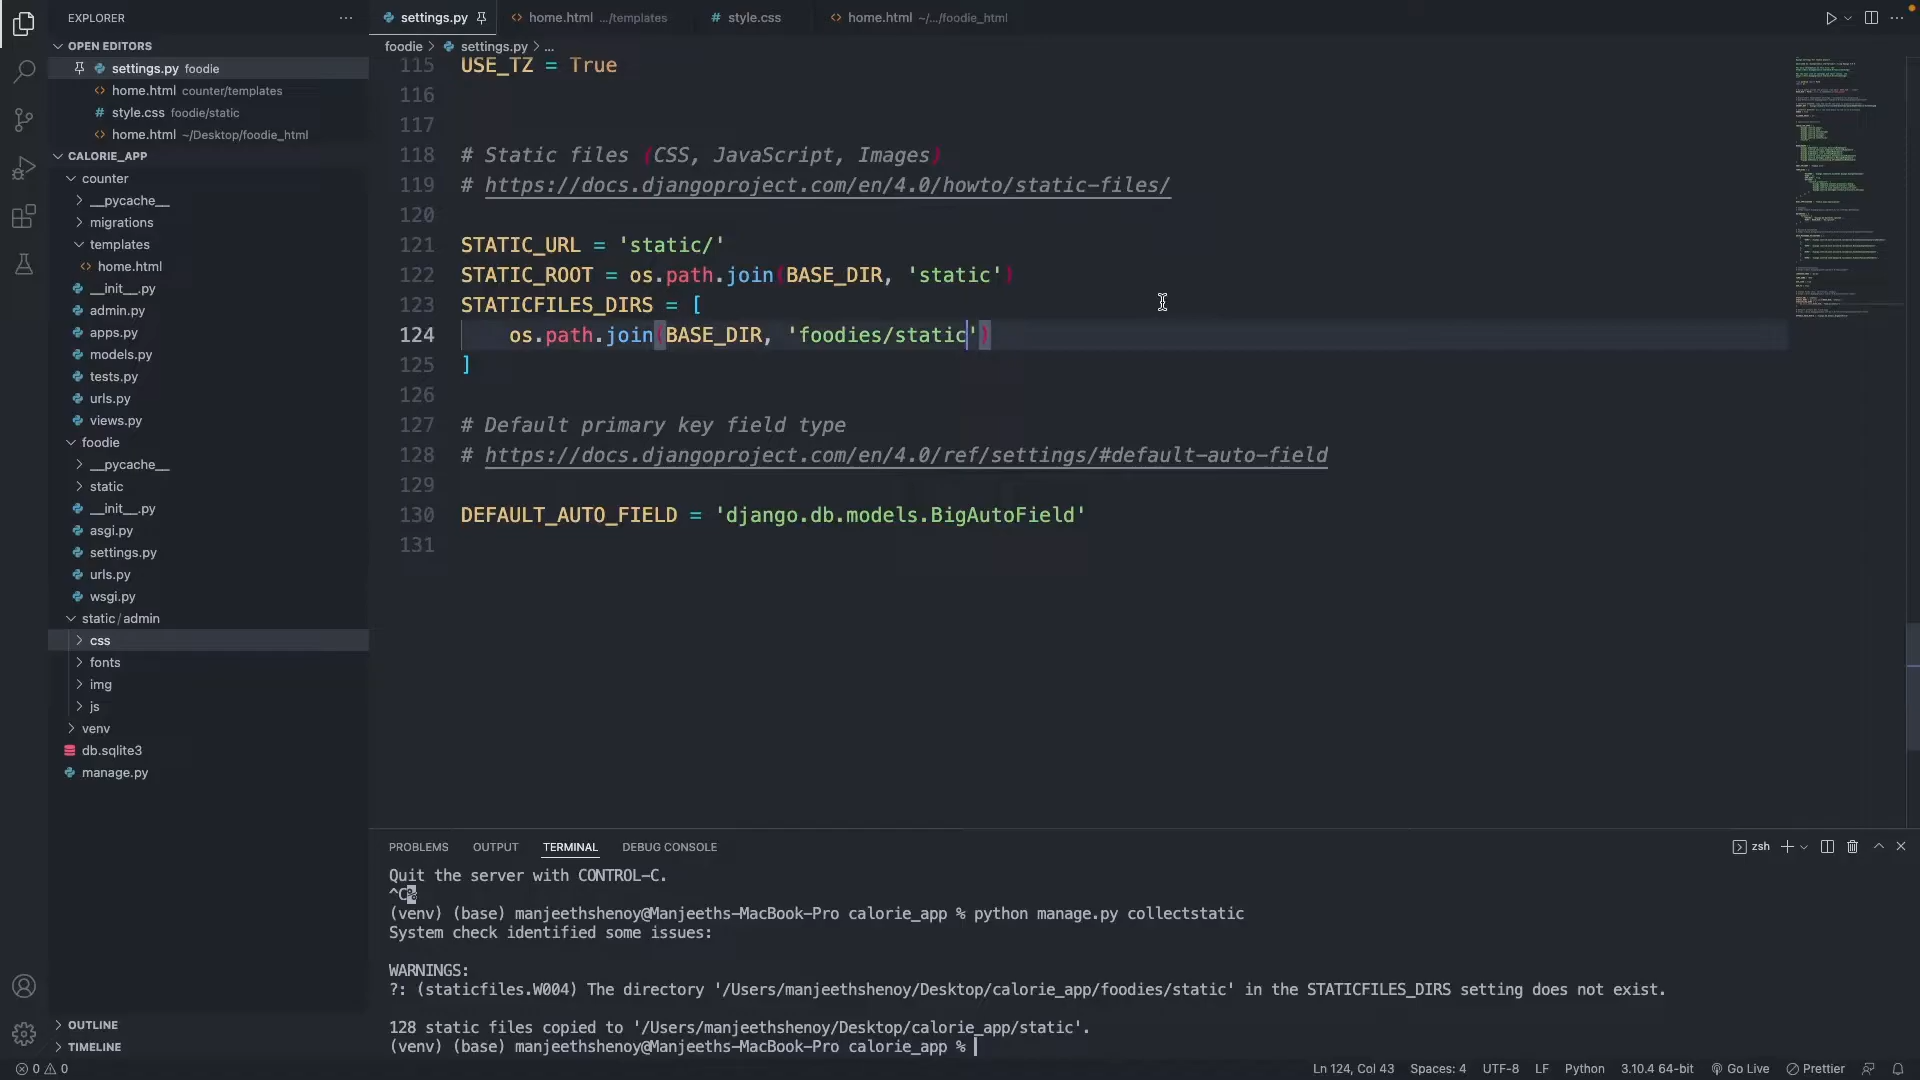 EXPLORER
OPEN EDITORS
settings.py foodie
home.html counter/templates
style.css foodie/static
home.html ~/Desktop/foodie_html
CALORIE_APP
counter
__pycache__
migrations
templates
home.html
__init__.py
admin.py
apps.py
models.py
tests.py
urls.py
views.py
foodie
__pycache__
static
__init__.py
asgi.py
settings.py
urls.py
wsgi.py
static/admin
css
fonts
img
js
venv
db.sqlite3
manage.py
OUTLINE
TIMELINE
settings.py home.html .../templates style.css home.html ~/.../foodie_html
foodie > settings.py > ...
115 USE_TZ = True
116
117
118 # Static files (CSS, JavaScript, Images)
119 # https://docs.djangoproject.com/en/4.0/howto/static-files/
120
121 STATIC_URL = 'static/'
122 STATIC_ROOT = os.path.join(BASE_DIR, 'static')
123 STATICFILES_DIRS = [
124 os.path.join(BASE_DIR, 'foodies/static')
125 ]
126
127 # Default primary key field type
128 # https://docs.djangoproject.com/en/4.0/ref/settings/#default-auto-field
129
130 DEFAULT_AUTO_FIELD = 'django.db.models.BigAutoField'
131
PROBLEMS OUTPUT TERMINAL DEBUG CONSOLE zsh
Quit the server with CONTROL-C.
^C%
(venv) (base) manjeethshenoy@Manjeeths-MacBook-Pro calorie_app % python manage.py collectstatic
System check identified some issues:
WARNINGS:
?: (staticfiles.W004) The directory '/Users/manjeethshenoy/Desktop/calorie_app/foodies/static' in the STATICFILES_DIRS setting does not exist.
128 static files copied to '/Users/manjeethshenoy/Desktop/calorie_app/static'.
(venv) (base) manjeethshenoy@Manjeeths-MacBook-Pro calorie_app %
0 0 Ln 124, Col 43 Spaces: 4 UTF-8 LF Python 3.10.4 64-bit Go Live Prettier